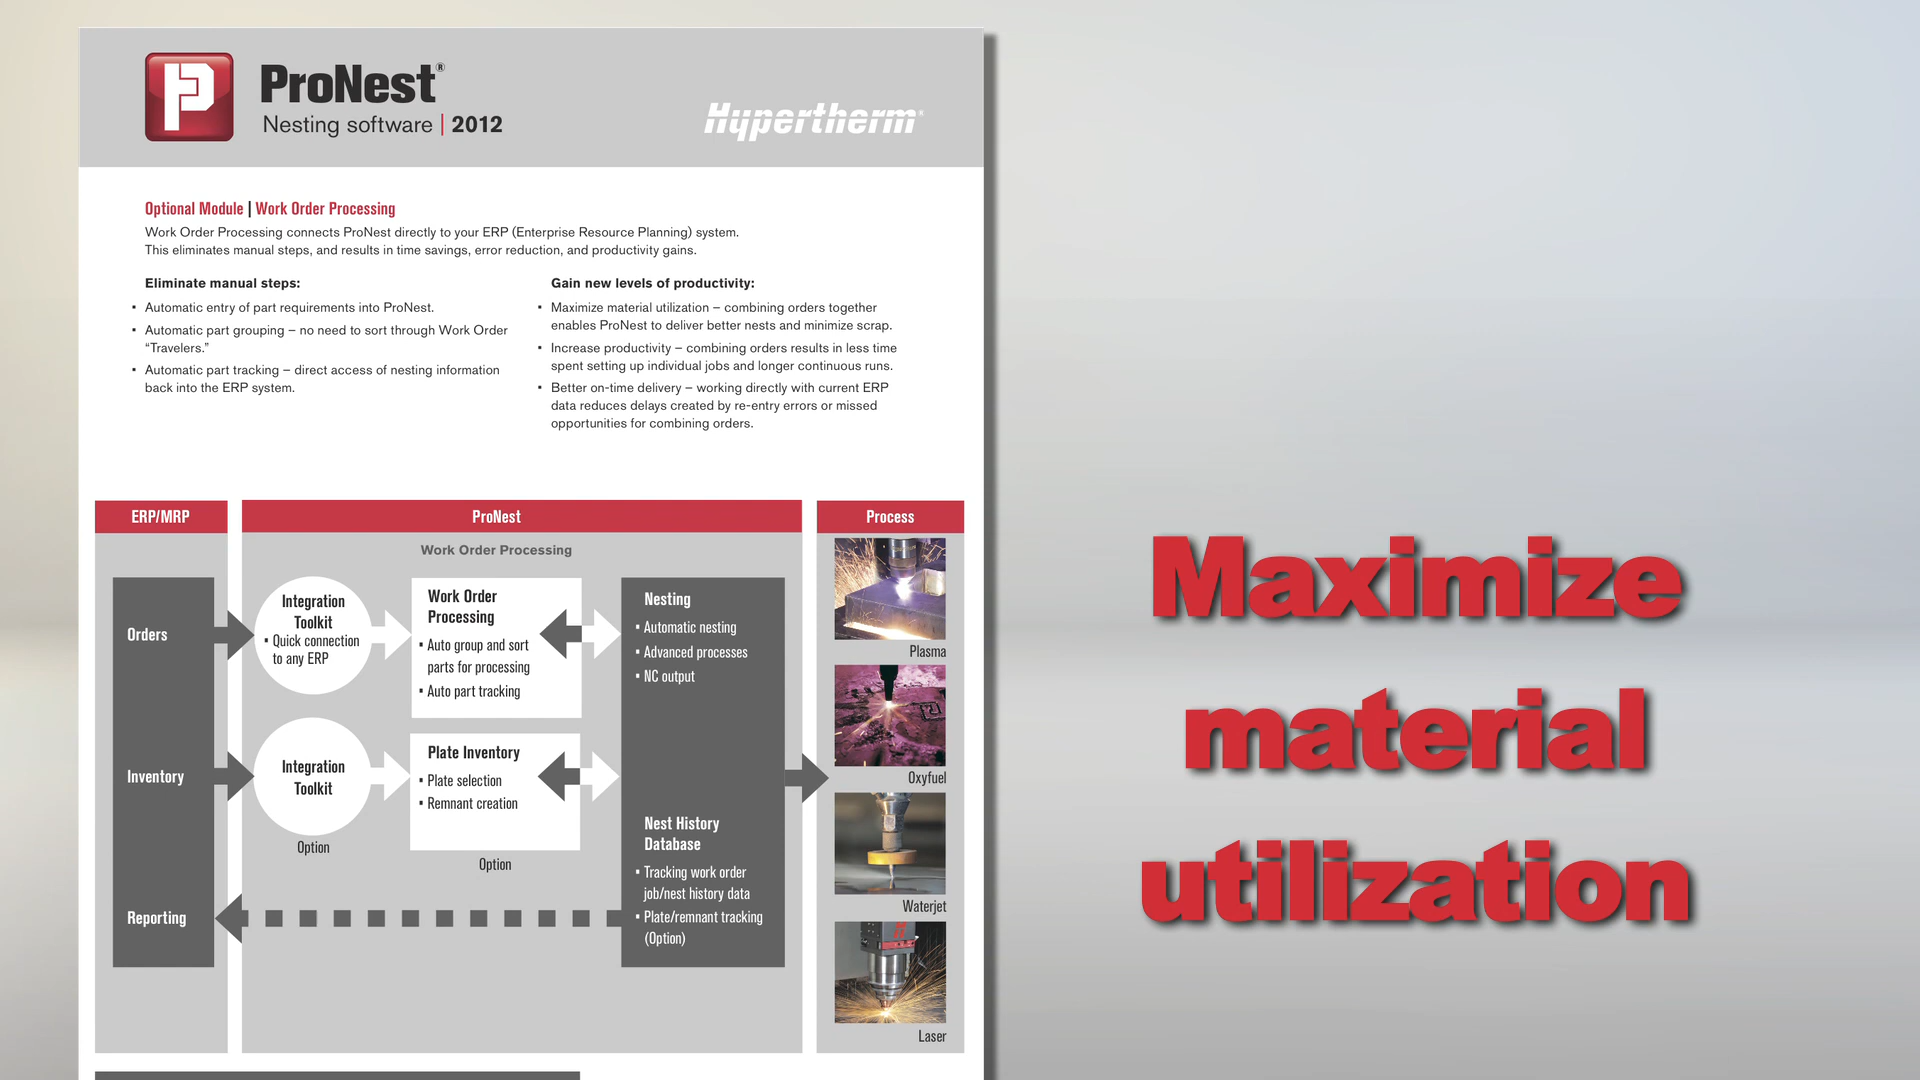 ProNest®
Nesting software | 2012
Hypertherm®
Optional Module | Work Order Processing
Work Order Processing connects ProNest directly to your ERP (Enterprise Resource Planning) system.
This eliminates manual steps, and results in time savings, error reduction, and productivity gains.
Eliminate manual steps:
▪ Automatic entry of part requirements into ProNest.
▪ Automatic part grouping – no need to sort through Work Order
“Travelers.”
▪ Automatic part tracking – direct access of nesting information
back into the ERP system.
Gain new levels of productivity:
▪ Maximize material utilization – combining orders together
enables ProNest to deliver better nests and minimize scrap.
▪ Increase productivity – combining orders results in less time
spent setting up individual jobs and longer continuous runs.
▪ Better on-time delivery – working directly with current ERP
data reduces delays created by re-entry errors or missed
opportunities for combining orders.
ERP/MRP
Orders
Inventory
Reporting
ProNest
Work Order Processing
Integration
Toolkit
▪ Quick connection
to any ERP
Work Order
Processing
▪ Auto group and sort
parts for processing
▪ Auto part tracking
Integration
Toolkit
Option
Plate Inventory
▪ Plate selection
▪ Remnant creation
Option
Nesting
▪ Automatic nesting
▪ Advanced processes
▪ NC output
Nest History
Database
▪ Tracking work order
job/nest history data
▪ Plate/remnant tracking
(Option)
Process
Plasma
Oxyfuel
Waterjet
Laser
Maximize
material
utilization